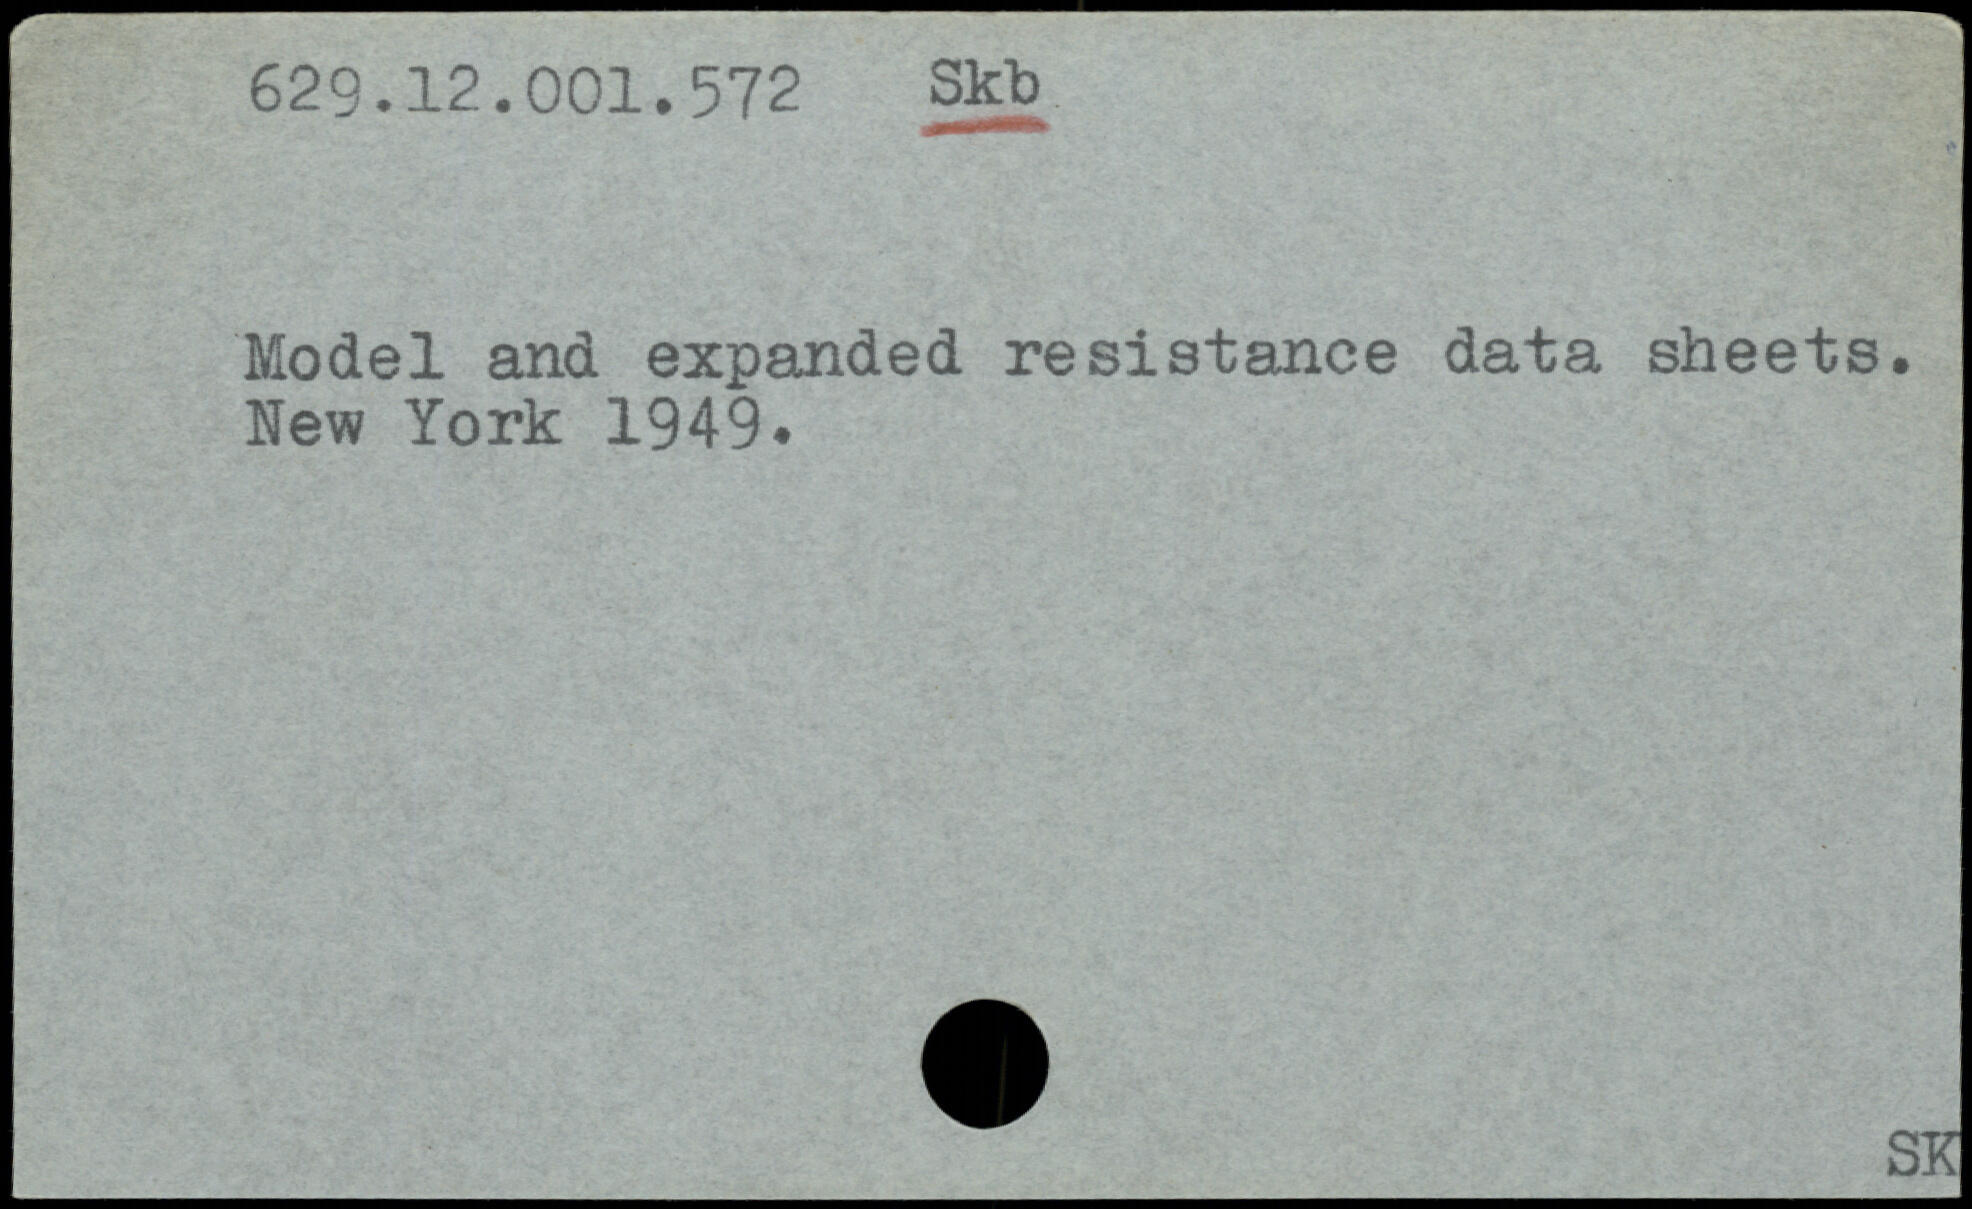 629.12.001.572 Skb
Model and expanded resistance data sheets.
New York 1949.
SK